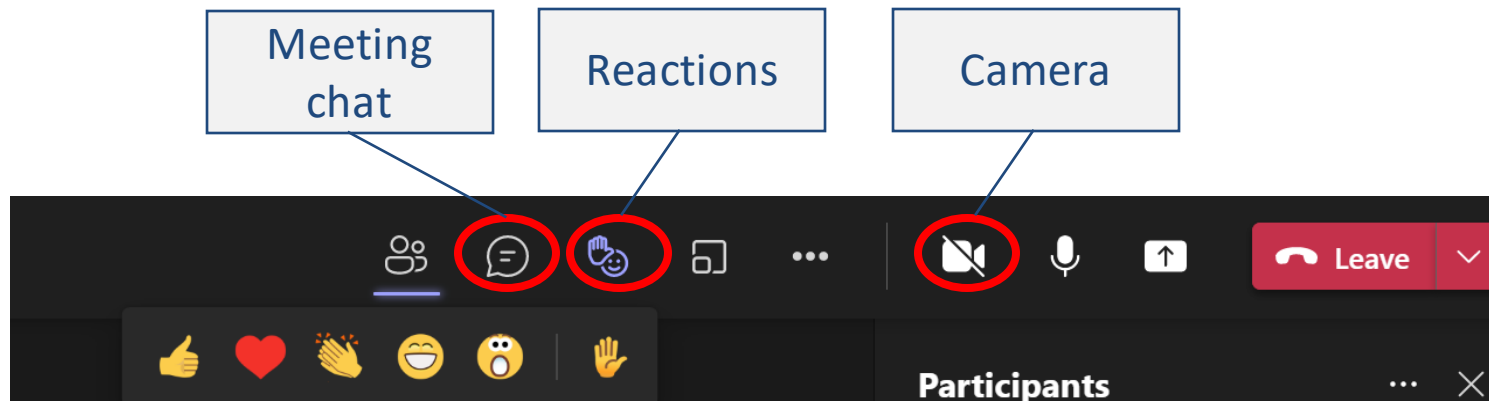 Meeting
chat
Reactions
Camera
Leave
Participants